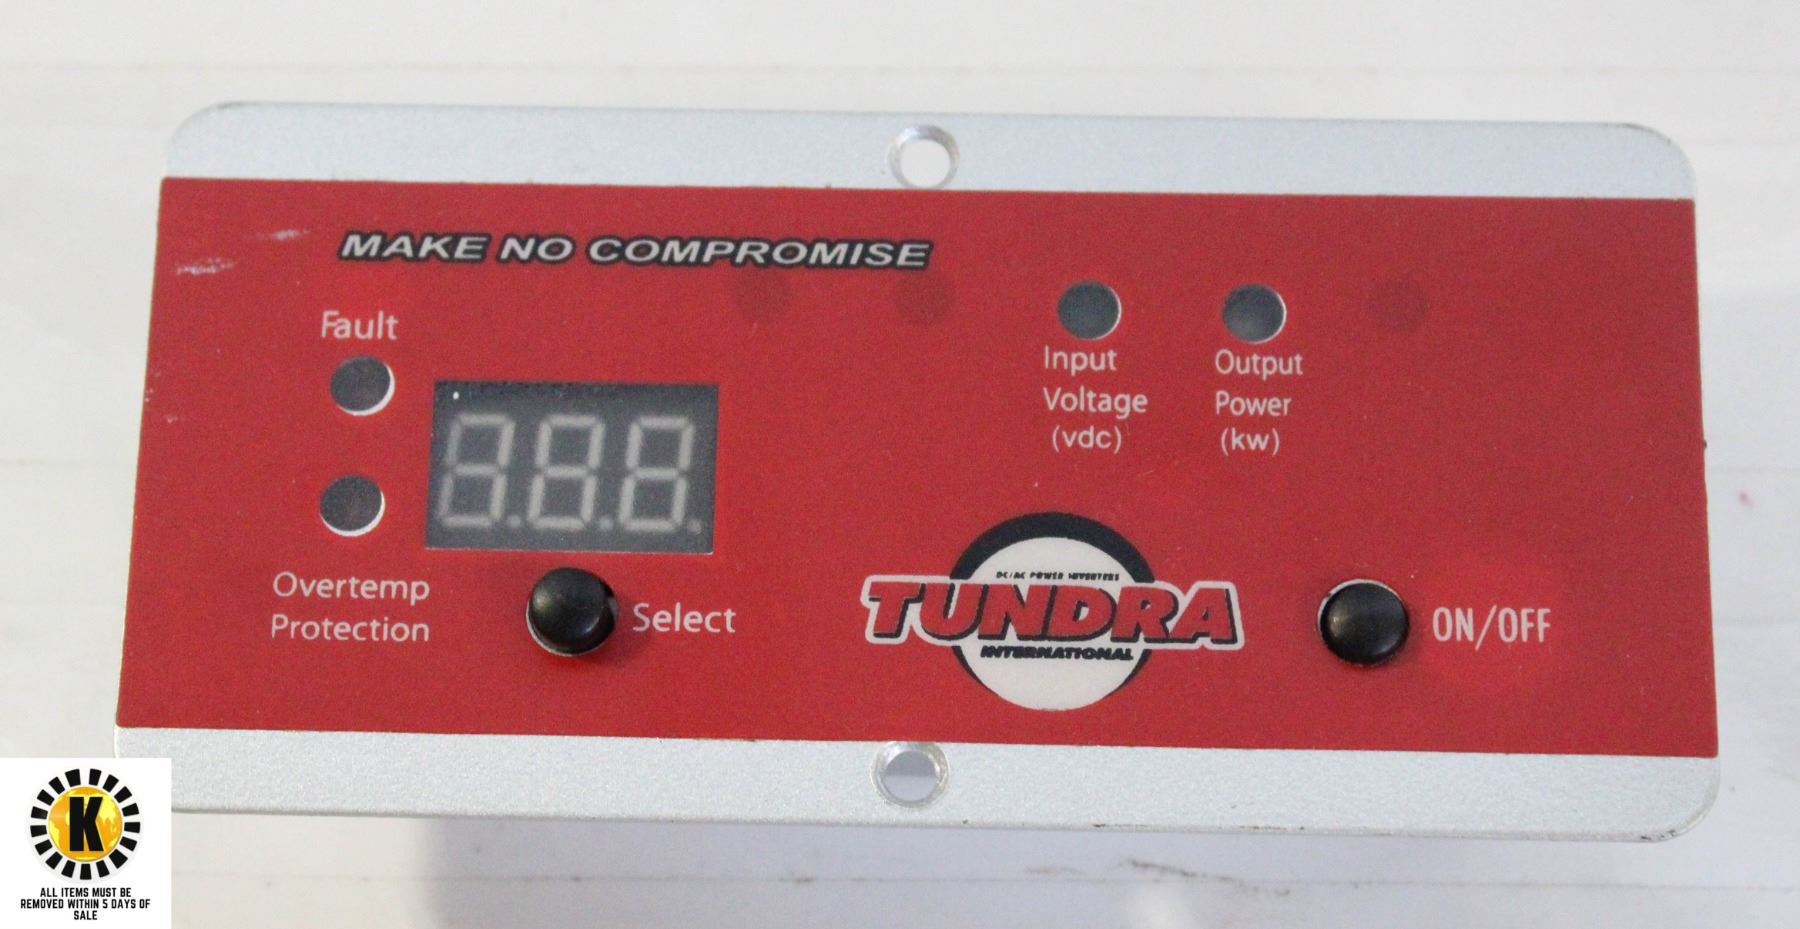 MAKE NO COMPROMISE
Fault
Input
Voltage
(vdc)
Output
Power
(kw)
Overtemp
Protection
Select
DC/AC POWER INVERTERS
TUNDRA
INTERNATIONAL
ON/OFF
K
ALL ITEMS MUST BE
REMOVED WITHIN 5 DAYS OF
SALE